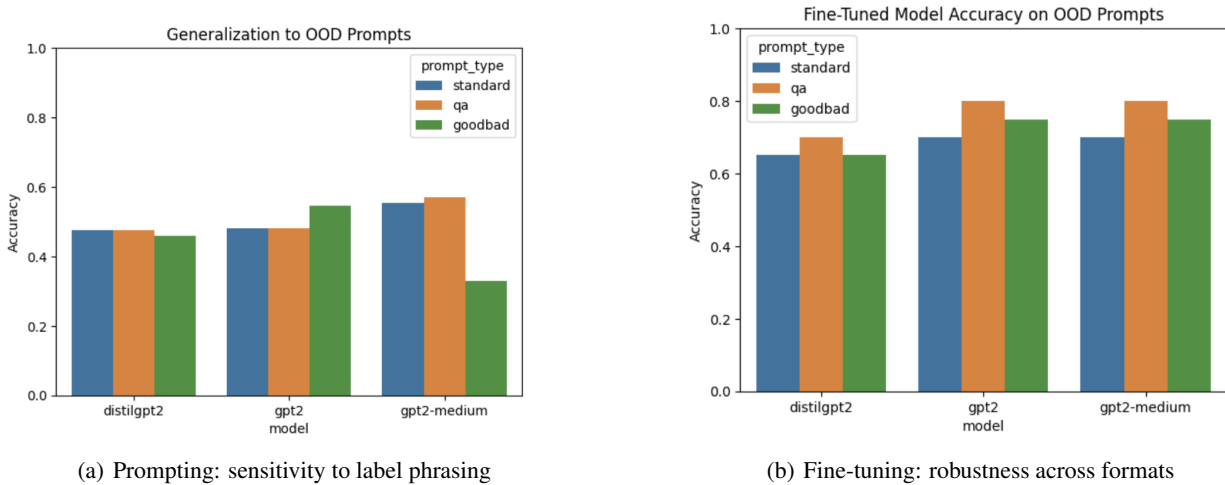 Generalization to OOD Prompts
1.0
0.8
0.6
0.4
0.2
0.0
Accuracy
prompt_type
standard
qa
goodbad
distilgpt2
gpt2
gpt2-medium
model
(a) Prompting: sensitivity to label phrasing
Fine-Tuned Model Accuracy on OOD Prompts
1.0
0.8
0.6
0.4
0.2
0.0
Accuracy
prompt_type
standard
qa
goodbad
distilgpt2
gpt2
gpt2-medium
model
(b) Fine-tuning: robustness across formats